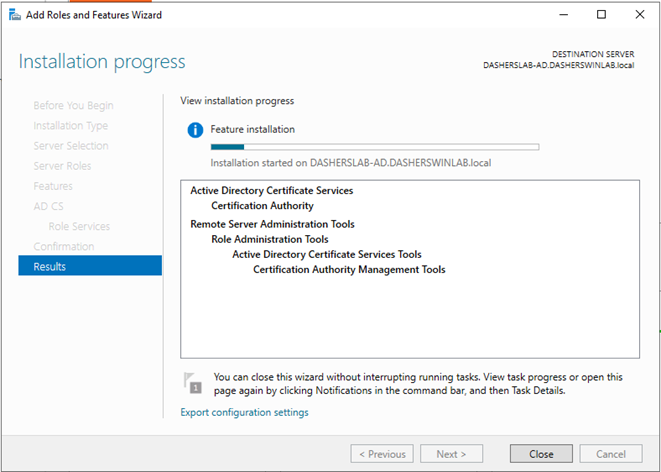 Add Roles and Features Wizard
Installation progress
DESTINATION SERVER
DASHERSLAB-AD.DASHERSWINLAB.local
Before You Begin
Installation Type
Server Selection
Server Roles
Features
AD CS
Role Services
Confirmation
Results
View installation progress
Feature installation
Installation started on DASHERSLAB-AD.DASHERSWINLAB.local
Active Directory Certificate Services
Certification Authority
Remote Server Administration Tools
Role Administration Tools
Active Directory Certificate Services Tools
Certification Authority Management Tools
1
You can close this wizard without interrupting running tasks. View task progress or open this
page again by clicking Notifications in the command bar, and then Task Details.
Export configuration settings
< Previous
Next >
Close
Cancel